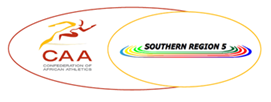 CAA
CONFEDERATION OF
AFRICAN ATHLETICS
SOUTHERN REGION 5